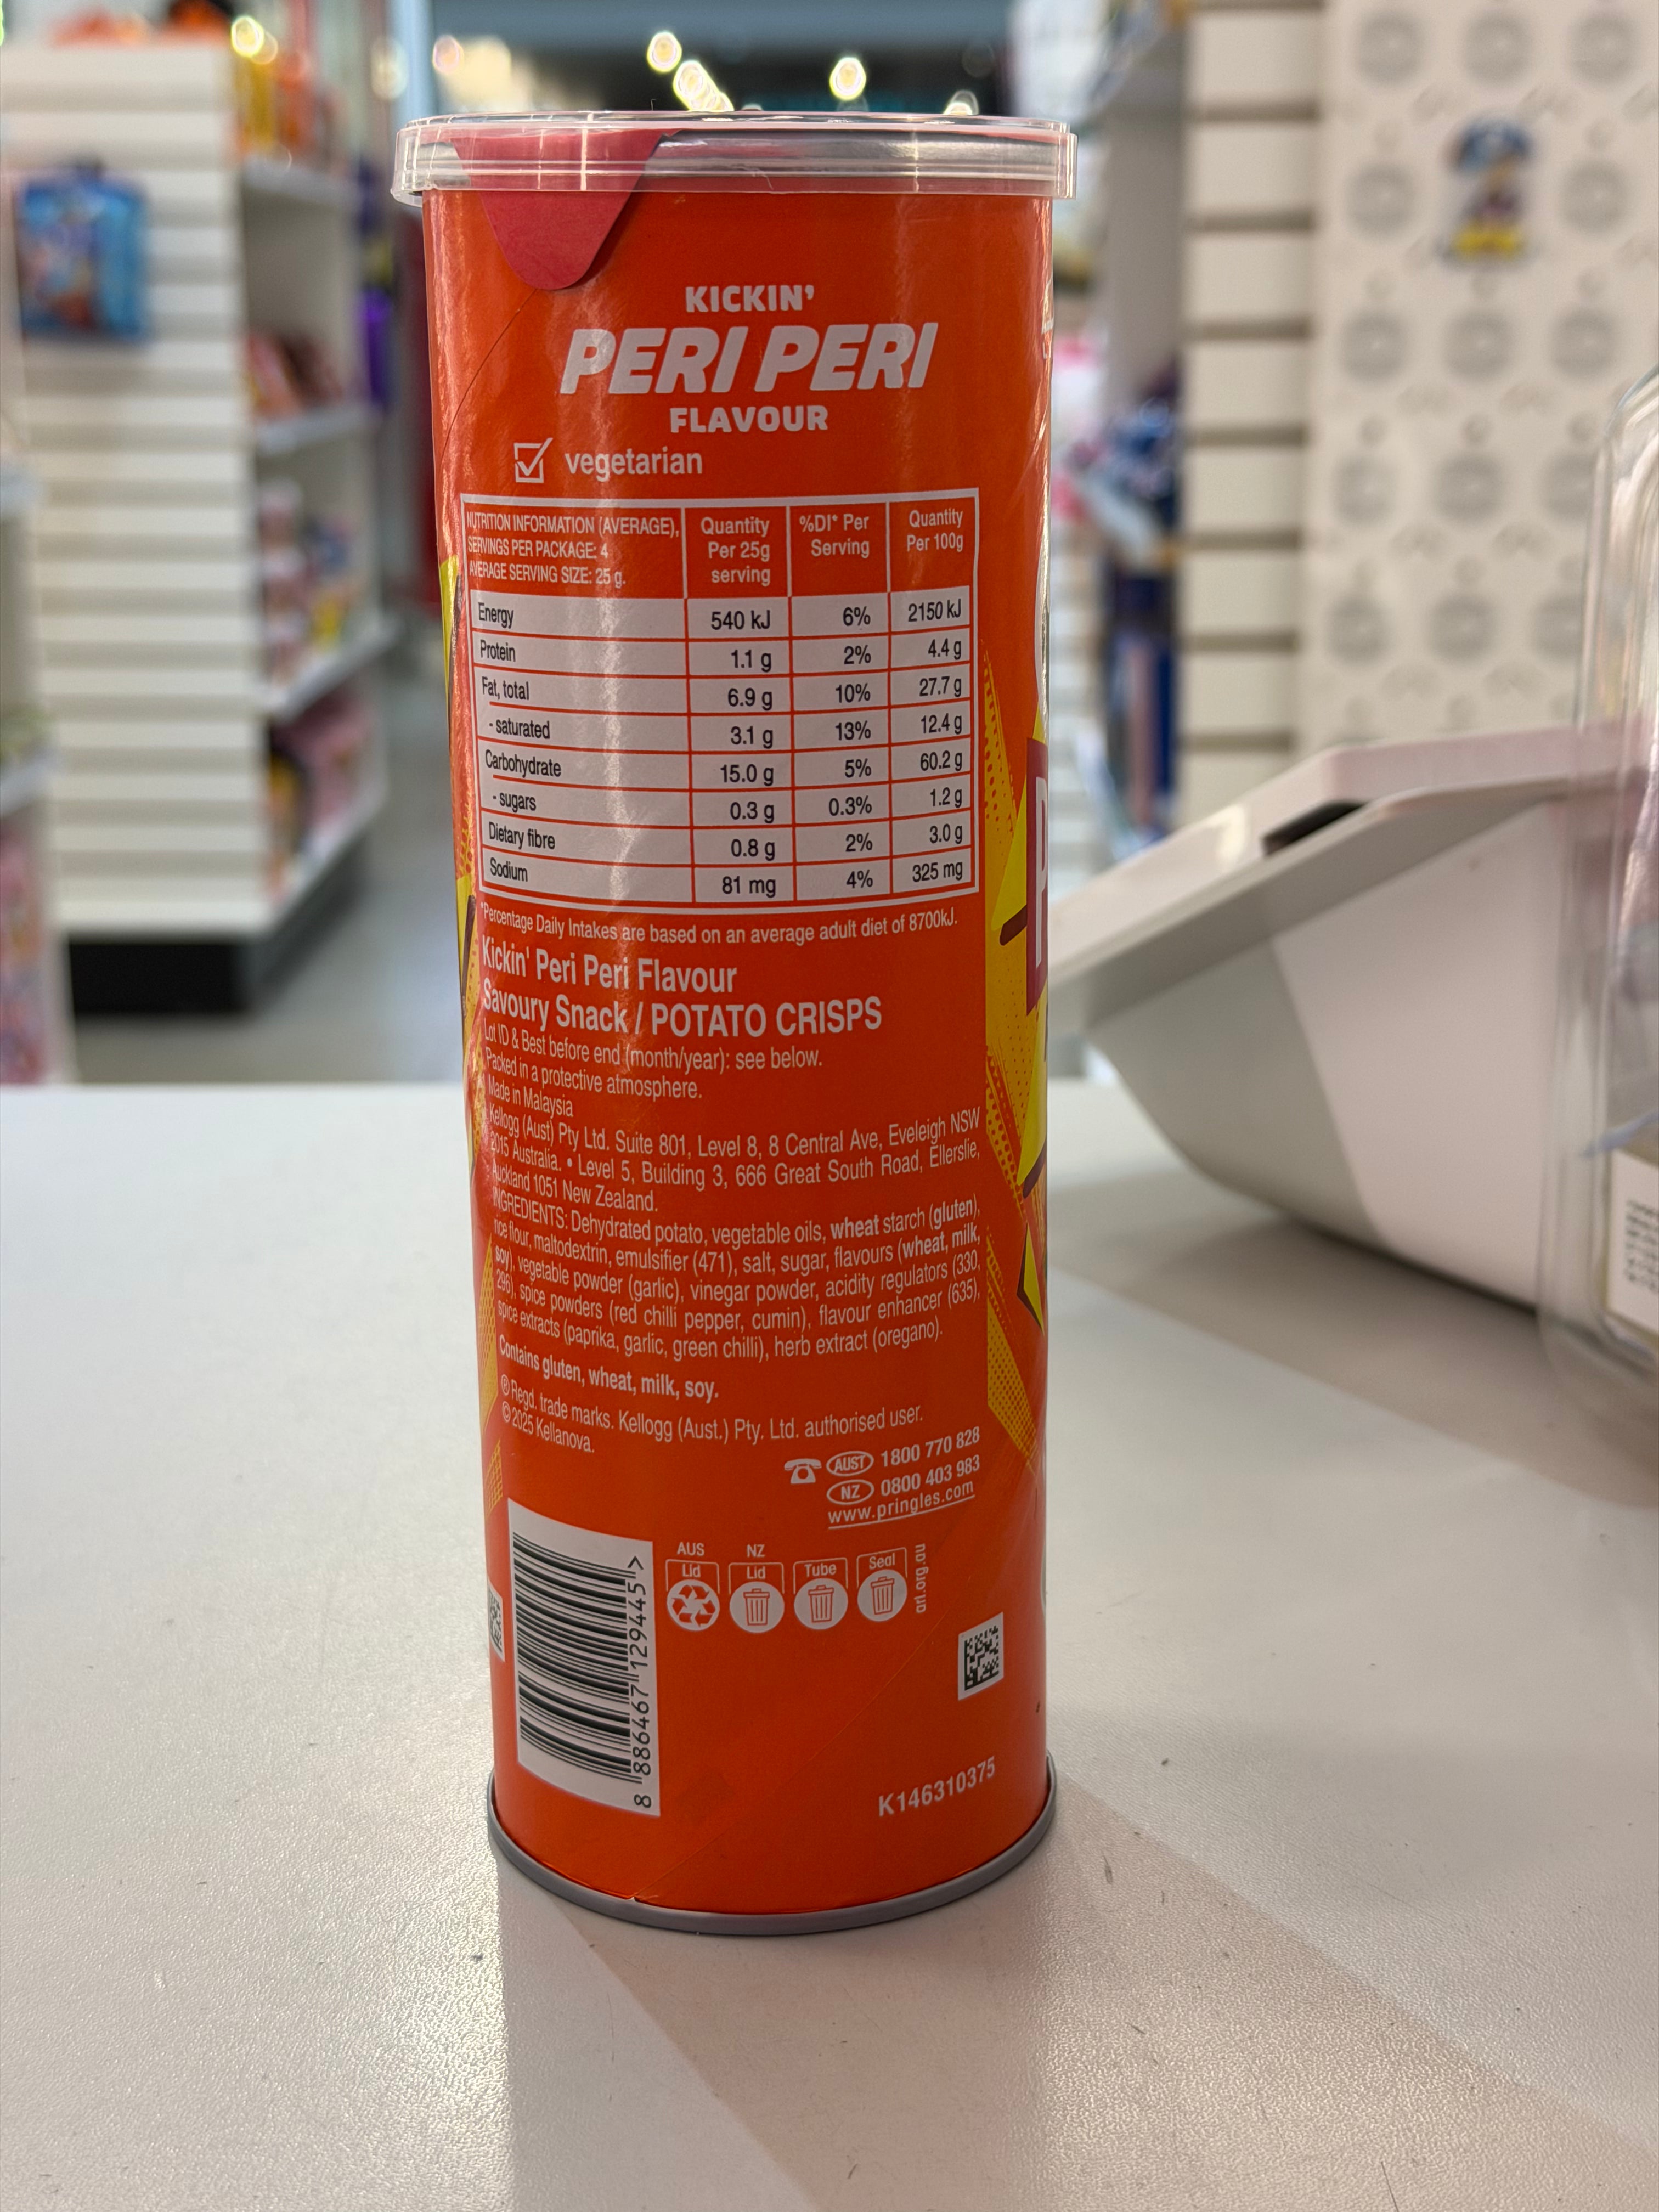 KICKIN'
PERI PERI
FLAVOUR
vegetarian
NUTRITION INFORMATION (AVERAGE),
SERVINGS PER PACKAGE: 4
AVERAGE SERVING SIZE: 25 g.
Quantity
Per 25g
serving
%DI* Per
Serving
Quantity
Per 100g
Energy 540 kJ 6% 2150 kJ
Protein 1.1 g 2% 4.4 g
Fat, total 6.9 g 10% 27.7 g
- saturated 3.1 g 13% 12.4 g
Carbohydrate 15.0 g 5% 60.2 g
- sugars 0.3 g 0.3% 1.2 g
Dietary fibre 0.8 g 2% 3.0 g
Sodium 81 mg 4% 325 mg
*Percentage Daily Intakes are based on an average adult diet of 8700kJ.
Kickin' Peri Peri Flavour
Savoury Snack / POTATO CRISPS
Lot ID & Best before end (month/year): see below.
Packed in a protective atmosphere.
Made in Malaysia
Kellogg (Aust) Pty Ltd. Suite 801, Level 8, 8 Central Ave, Eveleigh NSW
2015 Australia. • Level 5, Building 3, 666 Great South Road, Ellerslie,
Auckland 1051 New Zealand.
INGREDIENTS: Dehydrated potato, vegetable oils, wheat starch (gluten),
rice flour, maltodextrin, emulsifier (471), salt, sugar, flavours (wheat, milk,
soy), vegetable powder (garlic), vinegar powder, acidity regulators (330,
296), spice powders (red chilli pepper, cumin), flavour enhancer (635),
spice extracts (paprika, garlic, green chilli), herb extract (oregano).
Contains gluten, wheat, milk, soy.
® Regd. trade marks. Kellogg (Aust.) Pty. Ltd. authorised user.
© 2025 Kellanova.
AUST 1800 770 828
NZ 0800 403 983
www.pringles.com
AUS NZ
Lid Lid Tube Seal
arl.org.au
8 886467 129445 >
K146310375